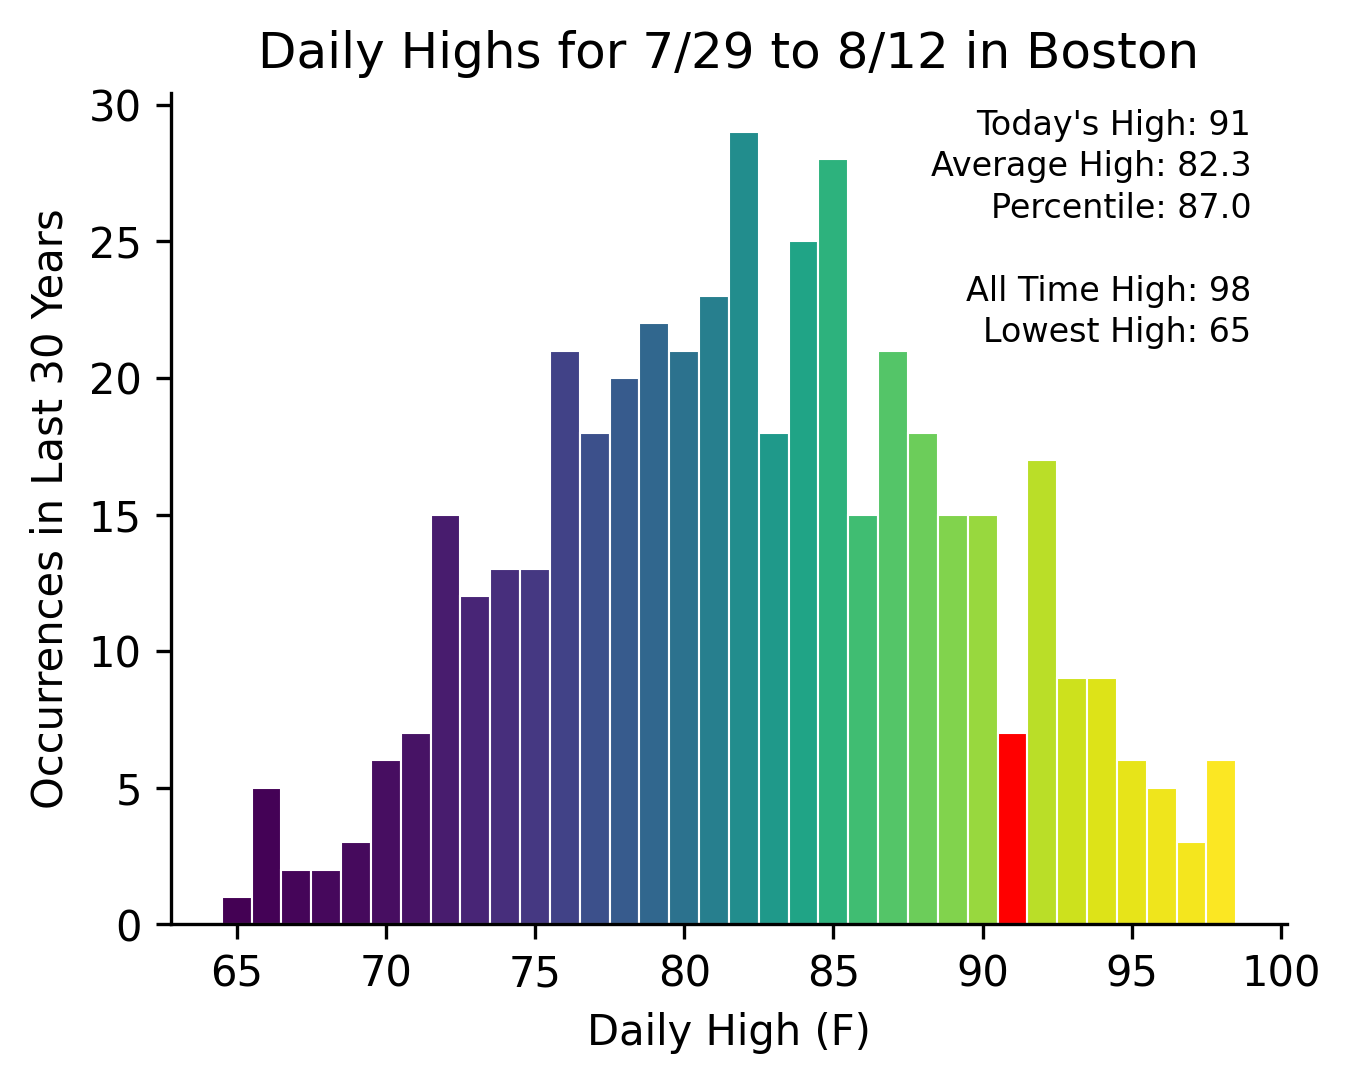 Daily Highs for 7/29 to 8/12 in Boston
Today's High: 91
Average High: 82.3
Percentile: 87.0
All Time High: 98
Lowest High: 65
Occurrences in Last 30 Years
30
25
20
15
10
5
0
65 70 75 80 85 90 95 100
Daily High (F)